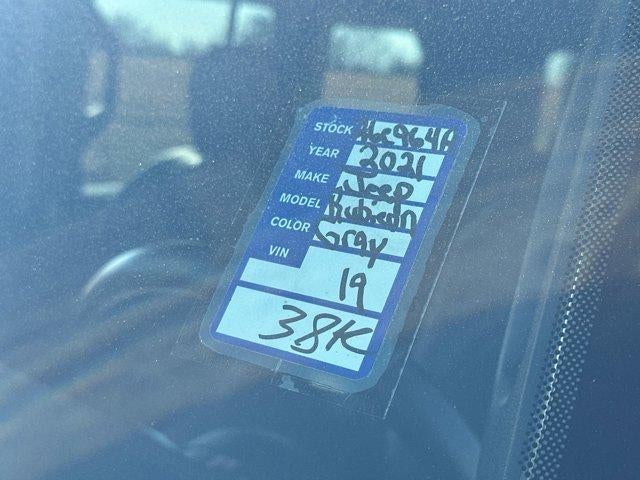 STOCK
YEAR 2021
MAKE Jeep
MODEL Rubicon
COLOR Gray
VIN
19
38K